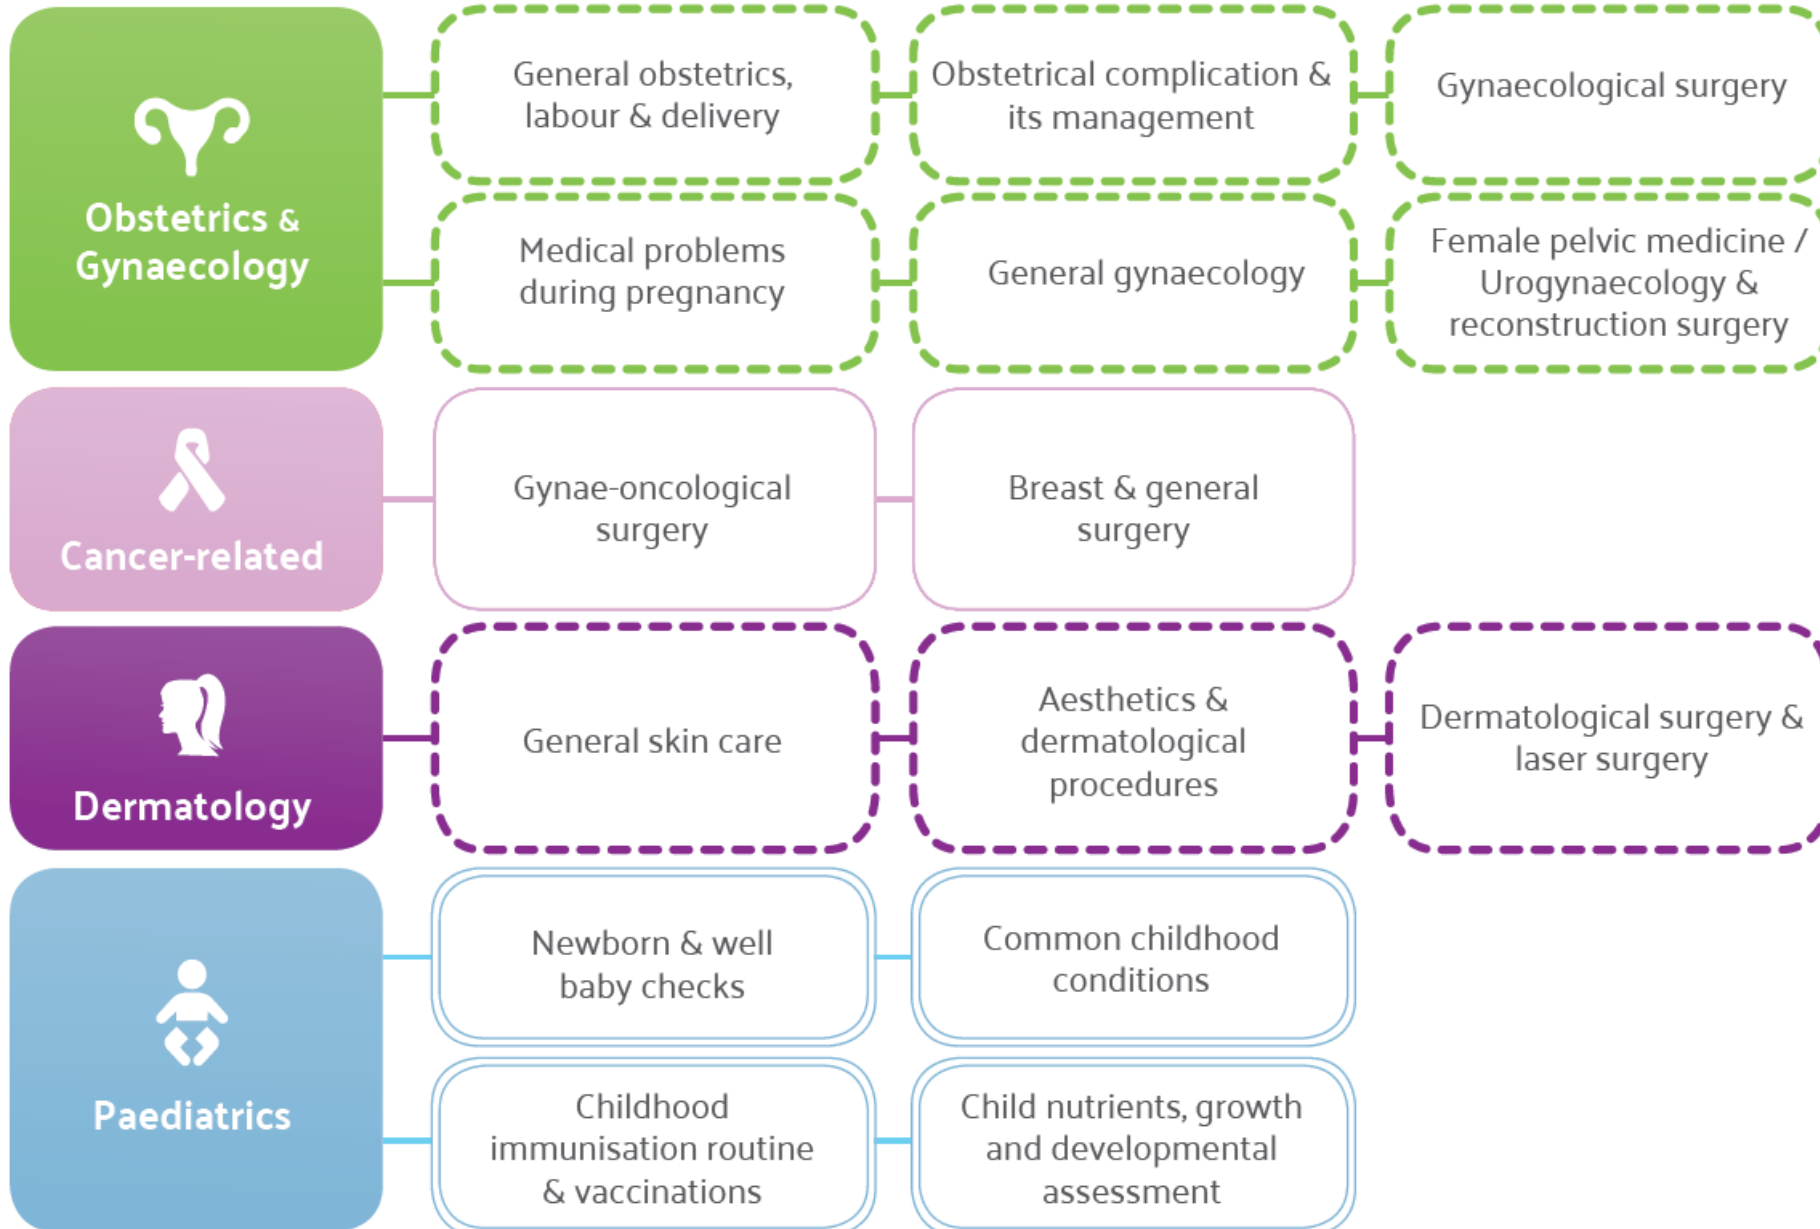 Obstetrics &
Gynaecology
General obstetrics,
labour & delivery
Obstetrical complication &
its management
Gynaecological surgery
Medical problems
during pregnancy
General gynaecology
Female pelvic medicine /
Urogynaecology &
reconstruction surgery
Cancer-related
Gynae-oncological
surgery
Breast & general
surgery
Dermatology
General skin care
Aesthetics &
dermatological
procedures
Dermatological surgery &
laser surgery
Paediatrics
Newborn & well
baby checks
Common childhood
conditions
Childhood
immunisation routine
& vaccinations
Child nutrients, growth
and developmental
assessment